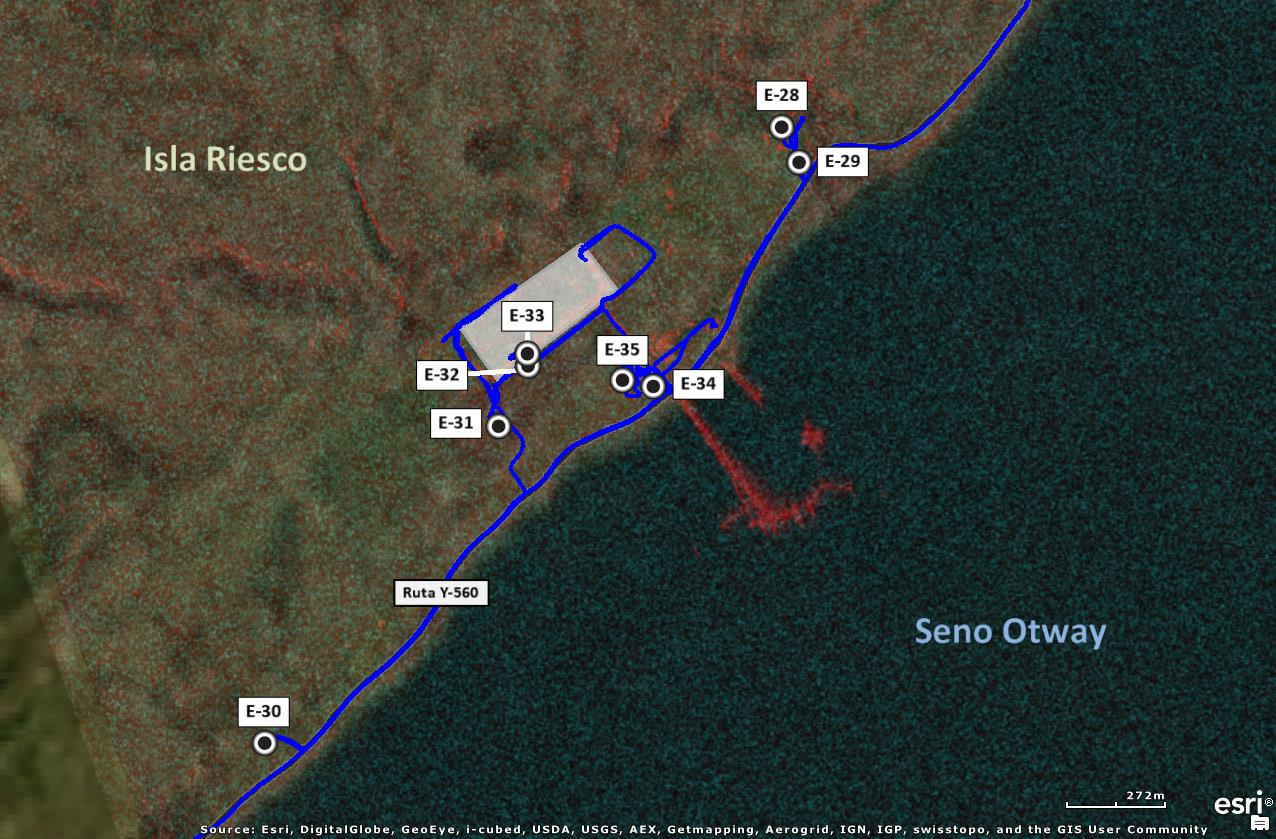 E-28
Isla Riesco
E-29
E-33
E-35
E-32
E-34
E-31
Ruta Y-560
Seno Otway
E-30
272m
esri®
Source: Esri, DigitalGlobe, GeoEye, i-cubed, USDA, USGS, AEX, Getmapping, Aerogrid, IGN, IGP, swisstopo, and the GIS User Community